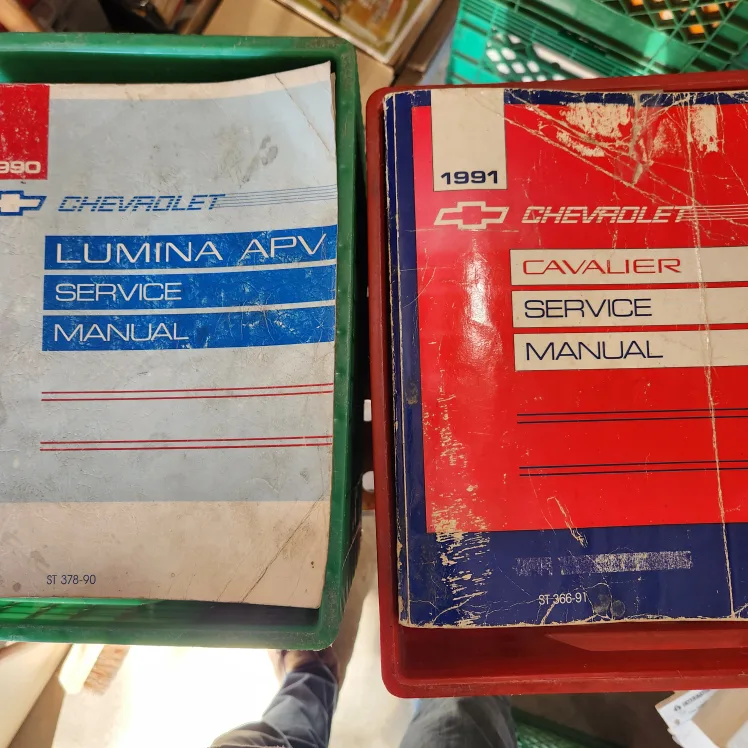 990
CHEVROLET
LUMINA APV
SERVICE
MANUAL
ST 378-90
1991
CHEVROLET
CAVALIER
SERVICE
MANUAL
ST 366-91